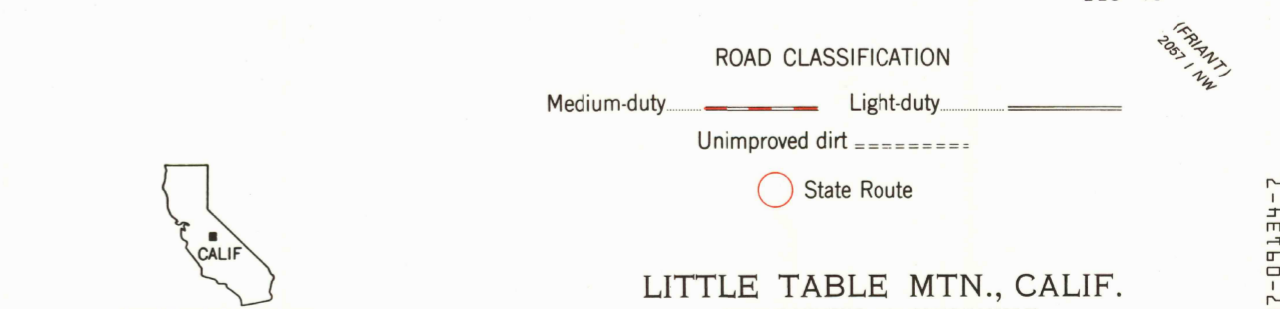 (FRIANT)
2057 I NW
ROAD CLASSIFICATION
Medium-duty Light-duty
Unimproved dirt
State Route
CALIF
LITTLE TABLE MTN., CALIF.